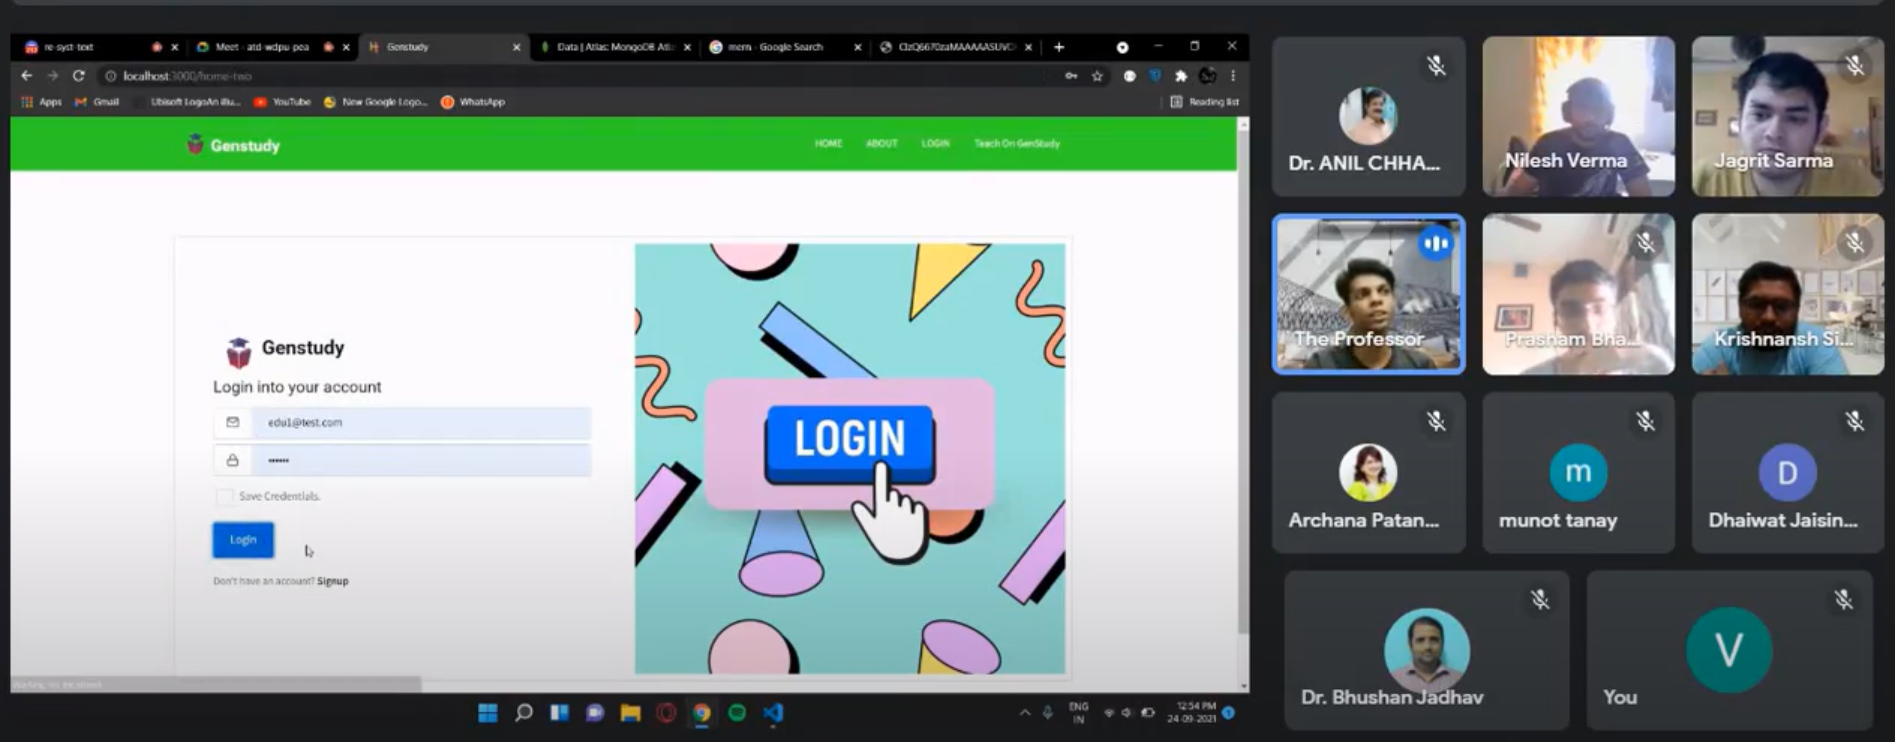 re-syst-text
Meet - atd-wdpu-pea
Genstudy
Data | Atlas: MongoDB Atla
mern - Google Search
localhost:3000/home-two
Apps
Gmail
Ubisoft LogoAn illu...
YouTube
New Google Logo...
WhatsApp
Reading list
Genstudy
HOME
ABOUT
LOGIN
Teach On GenStudy
Genstudy
Login into your account
edu1@test.com
••••••
Save Credentials.
Login
Don't have an account? Signup
LOGIN
ENG
IN
12:54 PM
24-09-2021
1
Dr. ANIL CHHA...
Nilesh Verma
Jagrit Sarma
The Professor
Prasham Bha...
Krishnansh Si...
Archana Patan...
m
munot tanay
D
Dhaiwat Jaisin...
Dr. Bhushan Jadhav
V
You